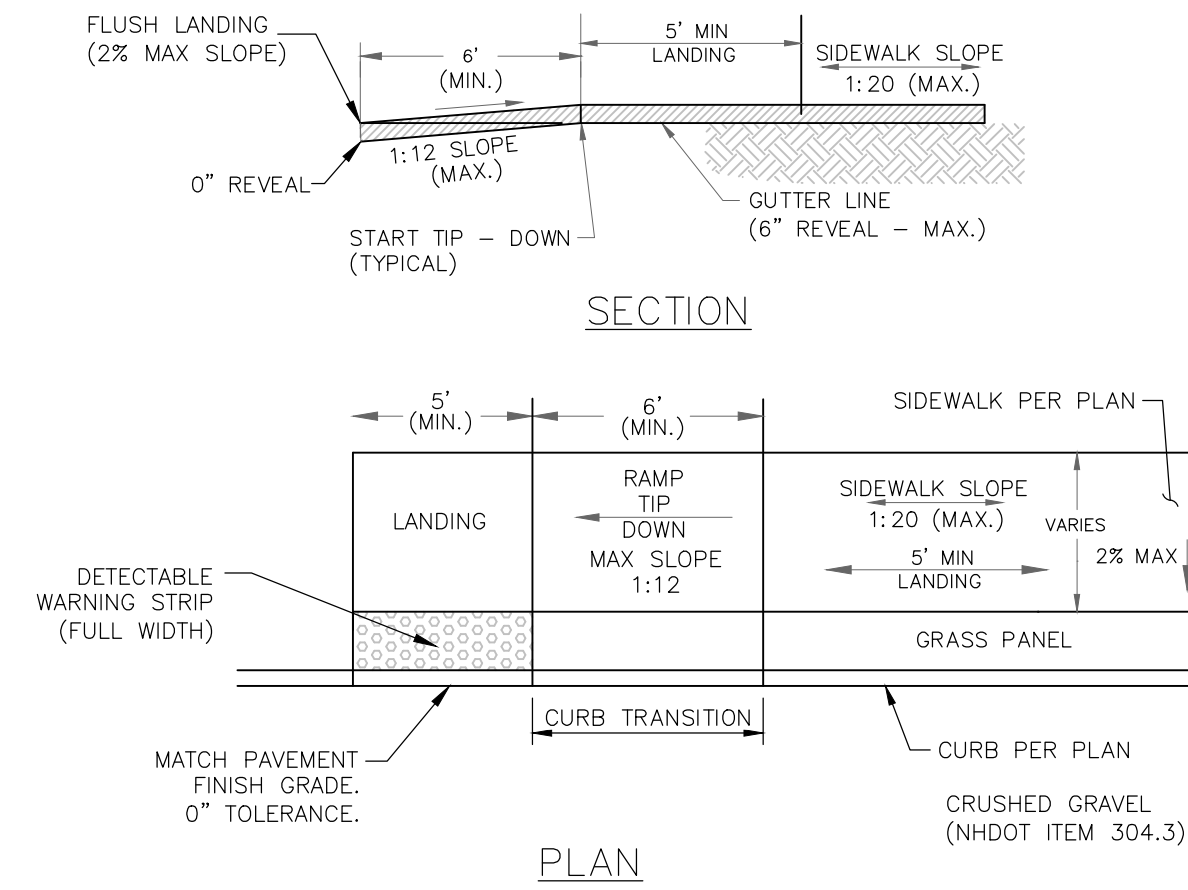 FLUSH LANDING
(2% MAX SLOPE)
6'
(MIN.)
5' MIN
LANDING
SIDEWALK SLOPE
1:20 (MAX.)
1:12 SLOPE
(MAX.)
0" REVEAL
GUTTER LINE
(6" REVEAL – MAX.)
START TIP – DOWN
(TYPICAL)
SECTION
5'
(MIN.)
6'
(MIN.)
SIDEWALK PER PLAN
LANDING
RAMP
TIP
DOWN
MAX SLOPE
1:12
SIDEWALK SLOPE
1:20 (MAX.)
VARIES
5' MIN
LANDING
2% MAX
DETECTABLE
WARNING STRIP
(FULL WIDTH)
GRASS PANEL
CURB TRANSITION
MATCH PAVEMENT
FINISH GRADE.
0" TOLERANCE.
CURB PER PLAN
CRUSHED GRAVEL
(NHDOT ITEM 304.3)
PLAN